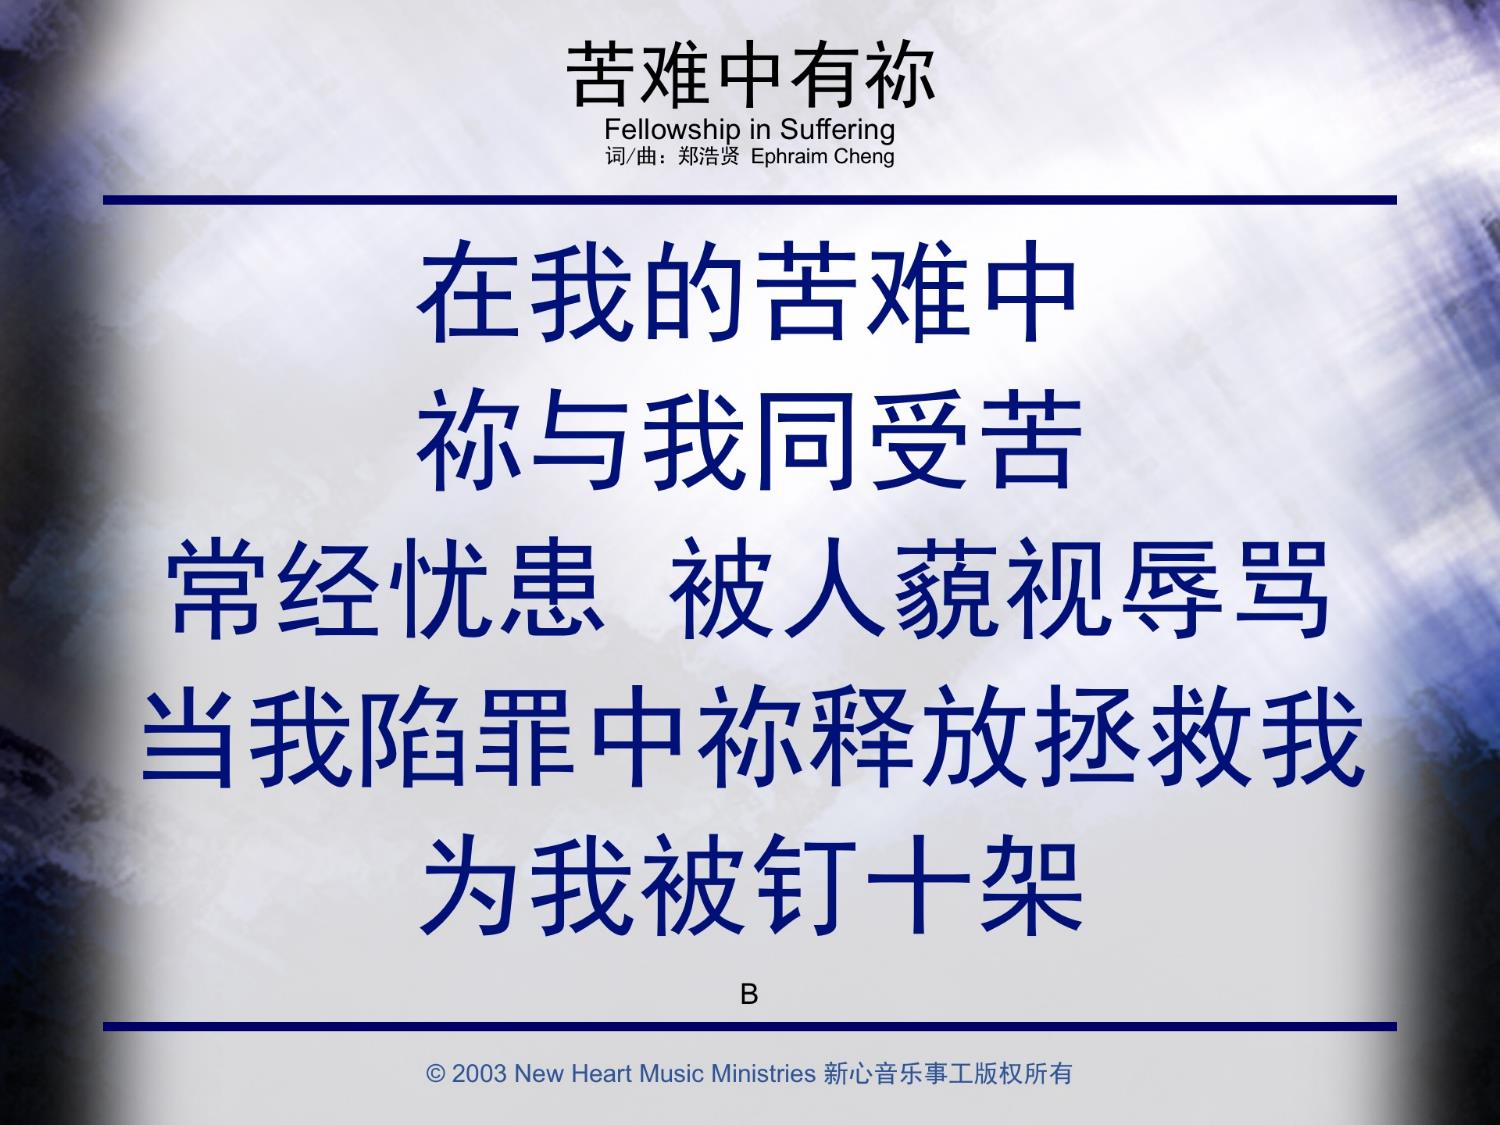 苦难中有祢
Fellowship in Suffering
词/曲：郑浩贤 Ephraim Cheng
在我的苦难中
祢与我同受苦
常经忧患 被人藐视辱骂
当我陷罪中祢释放拯救我
为我被钉十架
B
© 2003 New Heart Music Ministries 新心音乐事工版权所有